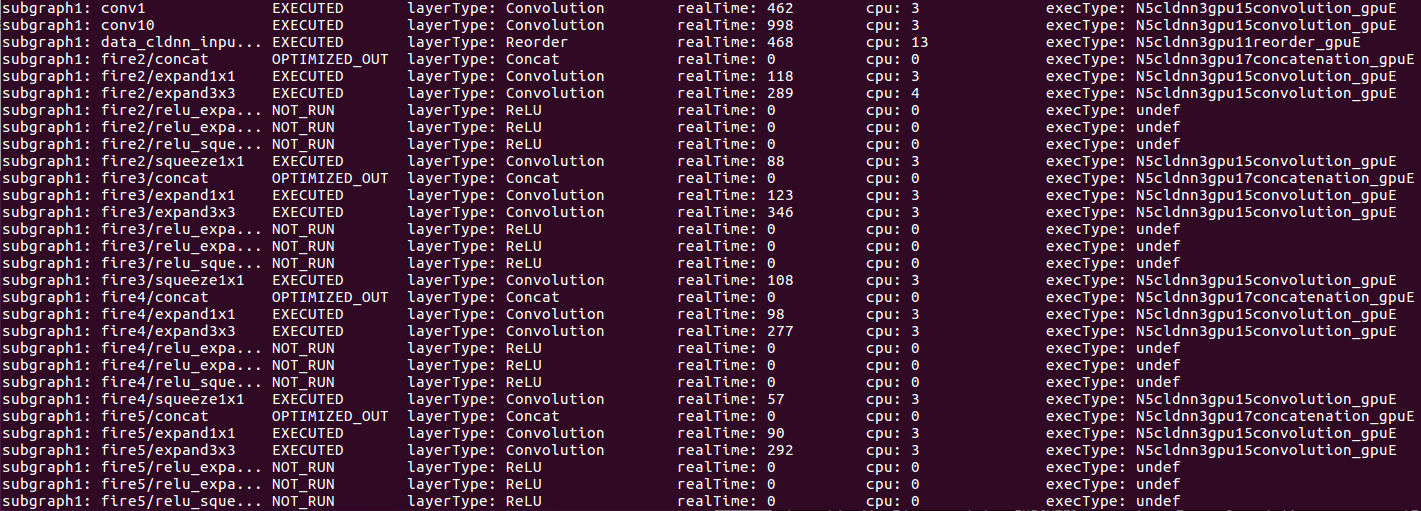 subgraph1: conv1 EXECUTED layerType: Convolution realTime: 462 cpu: 3 execType: N5cldnn3gpu15convolution_gpuE
subgraph1: conv10 EXECUTED layerType: Convolution realTime: 998 cpu: 3 execType: N5cldnn3gpu15convolution_gpuE
subgraph1: data_cldnn_inpu... EXECUTED layerType: Reorder realTime: 468 cpu: 13 execType: N5cldnn3gpu11reorder_gpuE
subgraph1: fire2/concat OPTIMIZED_OUT layerType: Concat realTime: 0 cpu: 0 execType: N5cldnn3gpu17concatenation_gpuE
subgraph1: fire2/expand1x1 EXECUTED layerType: Convolution realTime: 118 cpu: 3 execType: N5cldnn3gpu15convolution_gpuE
subgraph1: fire2/expand3x3 EXECUTED layerType: Convolution realTime: 289 cpu: 4 execType: N5cldnn3gpu15convolution_gpuE
subgraph1: fire2/relu_expa... NOT_RUN layerType: ReLU realTime: 0 cpu: 0 execType: undef
subgraph1: fire2/relu_expa... NOT_RUN layerType: ReLU realTime: 0 cpu: 0 execType: undef
subgraph1: fire2/relu_sque... NOT_RUN layerType: ReLU realTime: 0 cpu: 0 execType: undef
subgraph1: fire2/squeeze1x1 EXECUTED layerType: Convolution realTime: 88 cpu: 3 execType: N5cldnn3gpu15convolution_gpuE
subgraph1: fire3/concat OPTIMIZED_OUT layerType: Concat realTime: 0 cpu: 0 execType: N5cldnn3gpu17concatenation_gpuE
subgraph1: fire3/expand1x1 EXECUTED layerType: Convolution realTime: 123 cpu: 3 execType: N5cldnn3gpu15convolution_gpuE
subgraph1: fire3/expand3x3 EXECUTED layerType: Convolution realTime: 346 cpu: 3 execType: N5cldnn3gpu15convolution_gpuE
subgraph1: fire3/relu_expa... NOT_RUN layerType: ReLU realTime: 0 cpu: 0 execType: undef
subgraph1: fire3/relu_expa... NOT_RUN layerType: ReLU realTime: 0 cpu: 0 execType: undef
subgraph1: fire3/relu_sque... NOT_RUN layerType: ReLU realTime: 0 cpu: 0 execType: undef
subgraph1: fire3/squeeze1x1 EXECUTED layerType: Convolution realTime: 108 cpu: 3 execType: N5cldnn3gpu15convolution_gpuE
subgraph1: fire4/concat OPTIMIZED_OUT layerType: Concat realTime: 0 cpu: 0 execType: N5cldnn3gpu17concatenation_gpuE
subgraph1: fire4/expand1x1 EXECUTED layerType: Convolution realTime: 98 cpu: 3 execType: N5cldnn3gpu15convolution_gpuE
subgraph1: fire4/expand3x3 EXECUTED layerType: Convolution realTime: 277 cpu: 3 execType: N5cldnn3gpu15convolution_gpuE
subgraph1: fire4/relu_expa... NOT_RUN layerType: ReLU realTime: 0 cpu: 0 execType: undef
subgraph1: fire4/relu_expa... NOT_RUN layerType: ReLU realTime: 0 cpu: 0 execType: undef
subgraph1: fire4/relu_sque... NOT_RUN layerType: ReLU realTime: 0 cpu: 0 execType: undef
subgraph1: fire4/squeeze1x1 EXECUTED layerType: Convolution realTime: 57 cpu: 3 execType: N5cldnn3gpu15convolution_gpuE
subgraph1: fire5/concat OPTIMIZED_OUT layerType: Concat realTime: 0 cpu: 0 execType: N5cldnn3gpu17concatenation_gpuE
subgraph1: fire5/expand1x1 EXECUTED layerType: Convolution realTime: 90 cpu: 3 execType: N5cldnn3gpu15convolution_gpuE
subgraph1: fire5/expand3x3 EXECUTED layerType: Convolution realTime: 292 cpu: 3 execType: N5cldnn3gpu15convolution_gpuE
subgraph1: fire5/relu_expa... NOT_RUN layerType: ReLU realTime: 0 cpu: 0 execType: undef
subgraph1: fire5/relu_expa... NOT_RUN layerType: ReLU realTime: 0 cpu: 0 execType: undef
subgraph1: fire5/relu_sque... NOT_RUN layerType: ReLU realTime: 0 cpu: 0 execType: undef